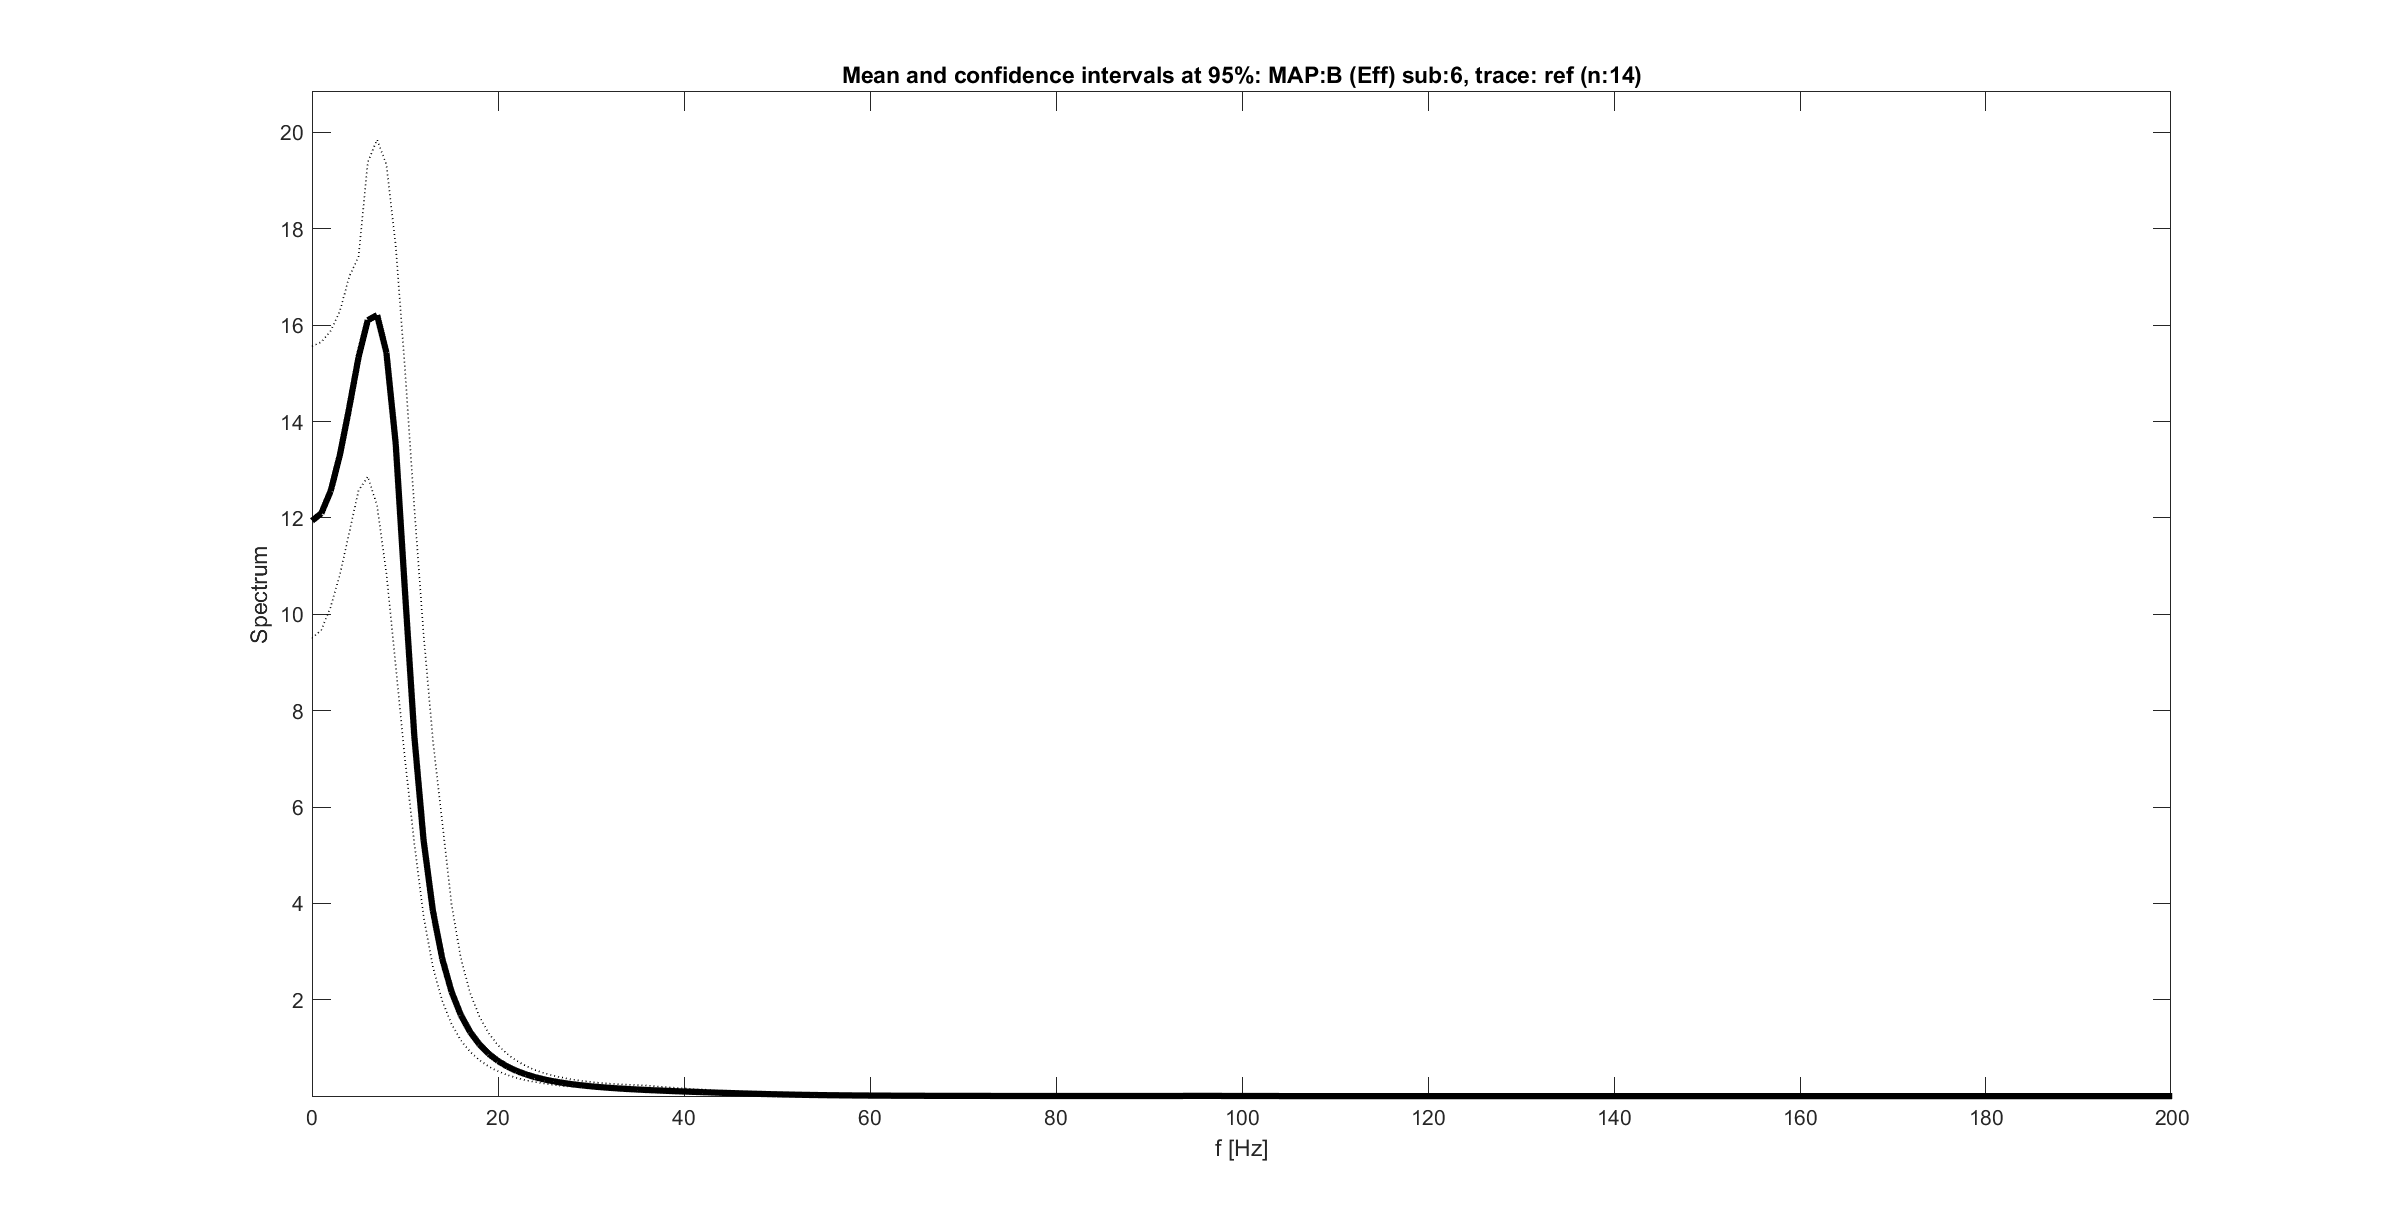 Mean and confidence intervals at 95%: MAP:B (Eff) sub:6, trace: ref (n:14)
20
18
16
14
12
10
8
6
4
2
Spectrum
0 20 40 60 80 100 120 140 160 180 200
f [Hz]